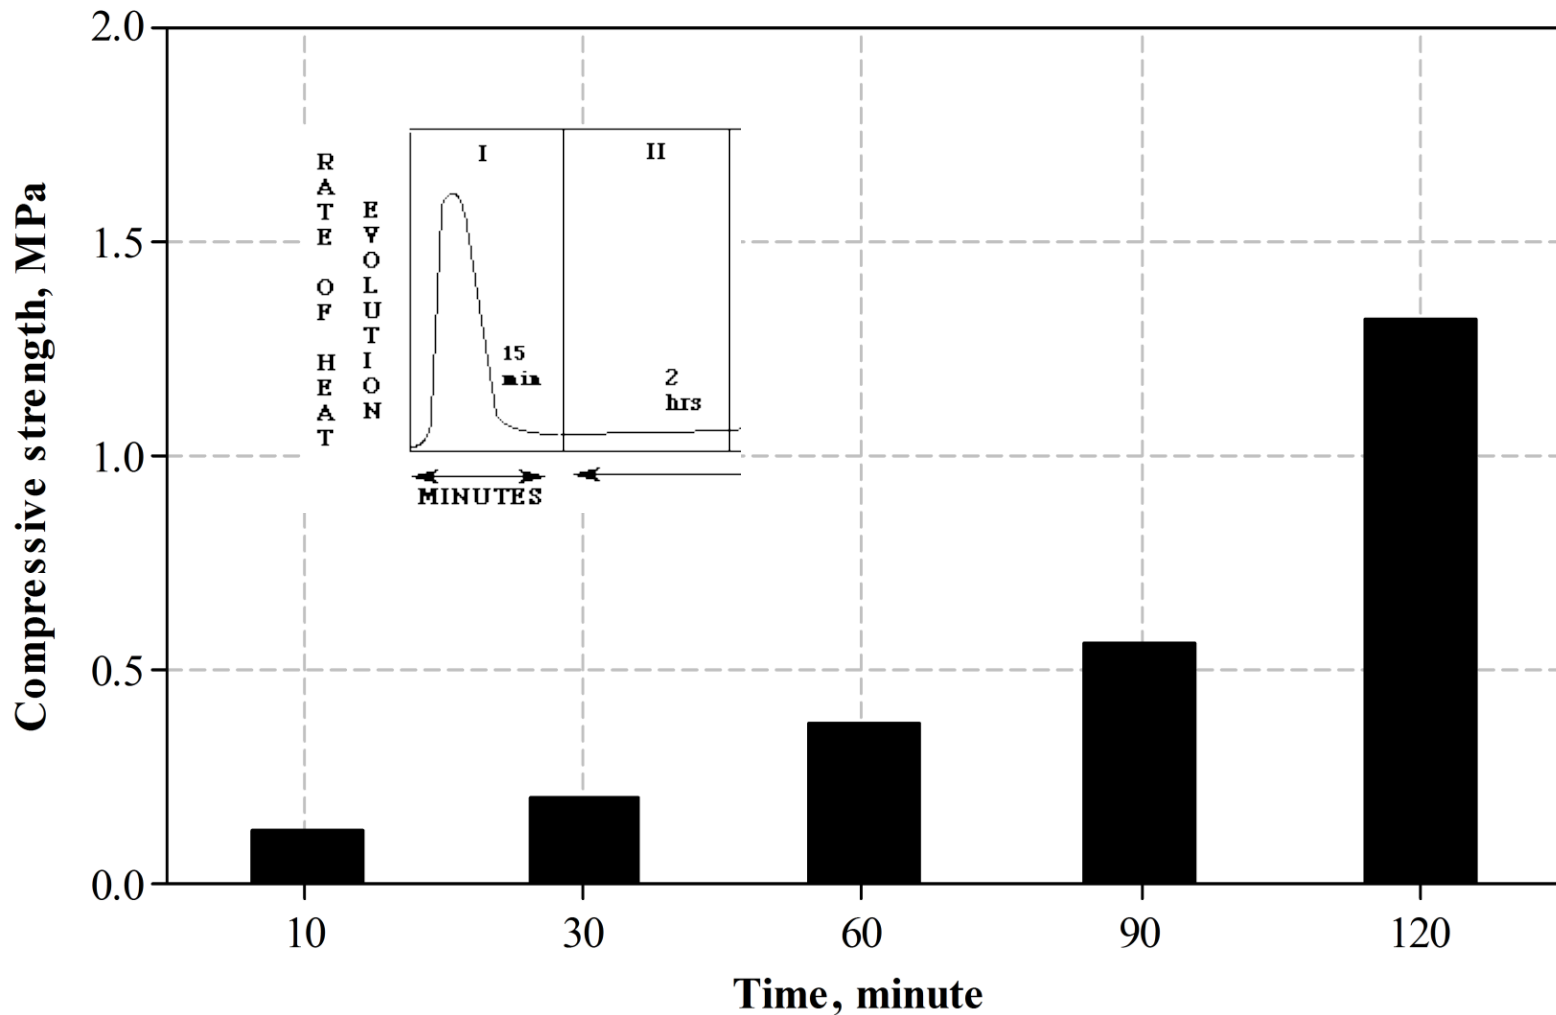 Compressive strength, MPa
2.0
1.5
1.0
0.5
0.0
RATE OF HEAT
EVOLUTION
I
II
15
min
2
hrs
MINUTES
10
30
60
90
120
Time, minute